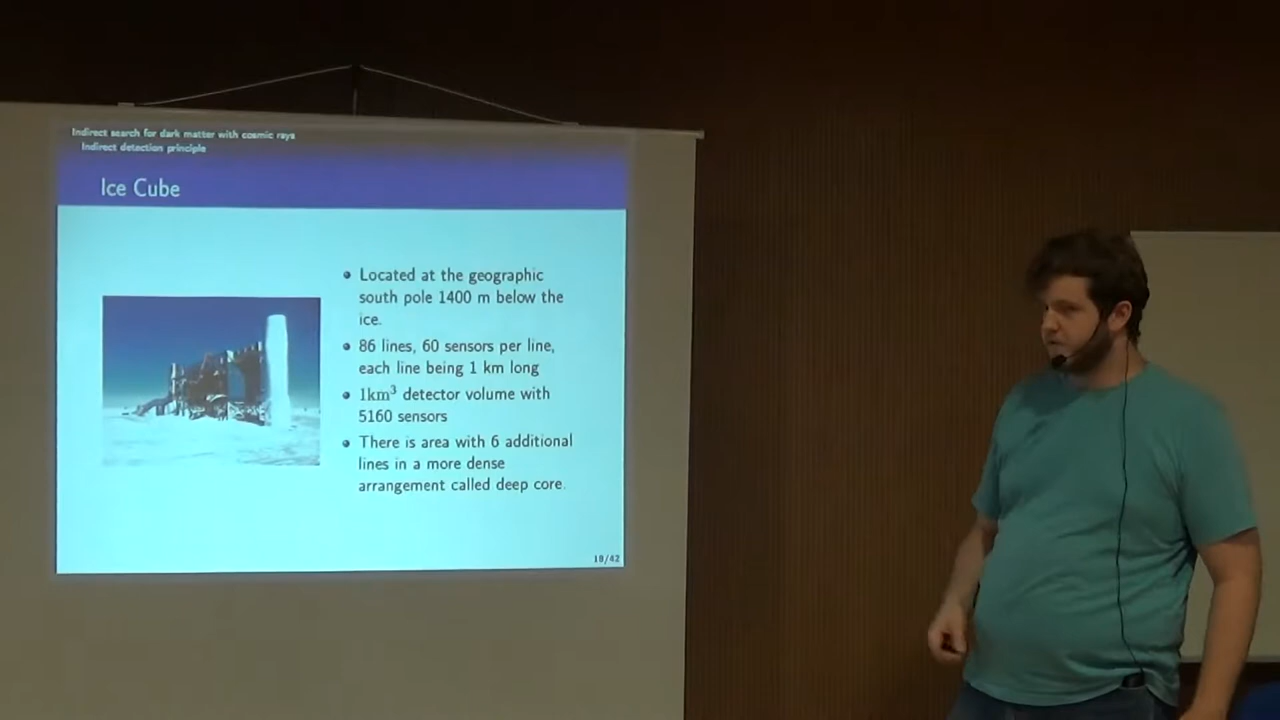 Indirect search for dark matter with cosmic rays
Indirect detection principle
Ice Cube
• Located at the geographic
south pole 1400 m below the
ice.
• 86 lines, 60 sensors per line,
each line being 1 km long
• 1km³ detector volume with
5160 sensors
• There is area with 6 additional
lines in a more dense
arrangement called deep core.
18/42